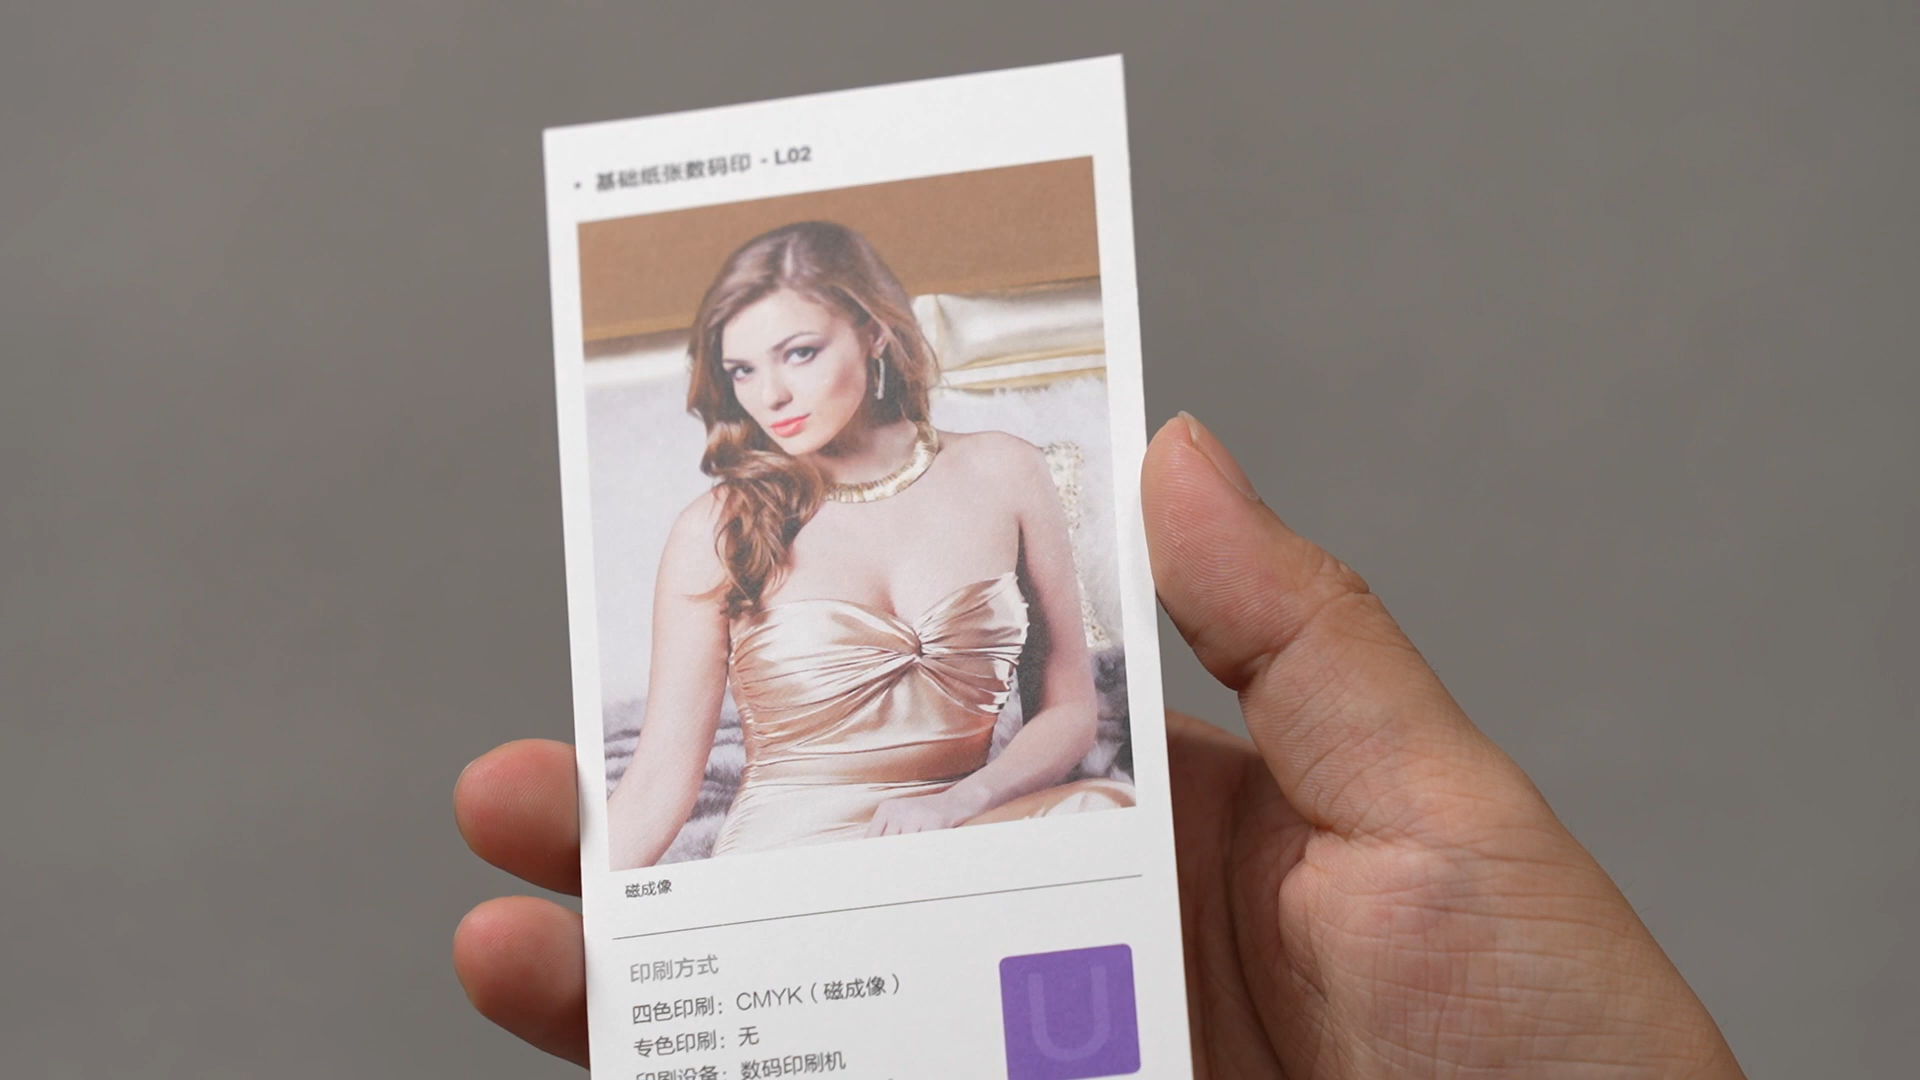 • 基础纸张数码印 - L02
磁成像
印刷方式
四色印刷：CMYK（磁成像）
专色印刷：无
印刷设备：数码印刷机
U